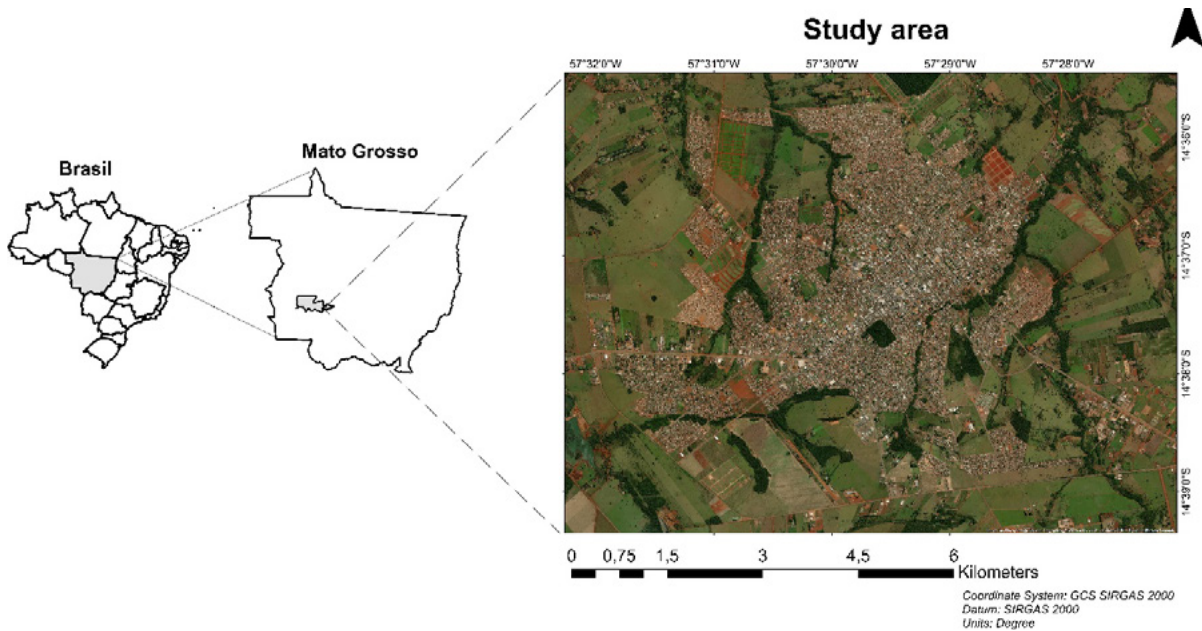 Study area
57°32'0"W 57°31'0"W 57°30'0"W 57°29'0"W 57°28'0"W
Brasil
Mato Grosso
14°36'0"S
14°37'0"S
14°38'0"S
14°39'0"S
0 0,75 1,5 3 4,5 6
Kilometers
Coordinate System: GCS SIRGAS 2000
Datum: SIRGAS 2000
Units: Degree